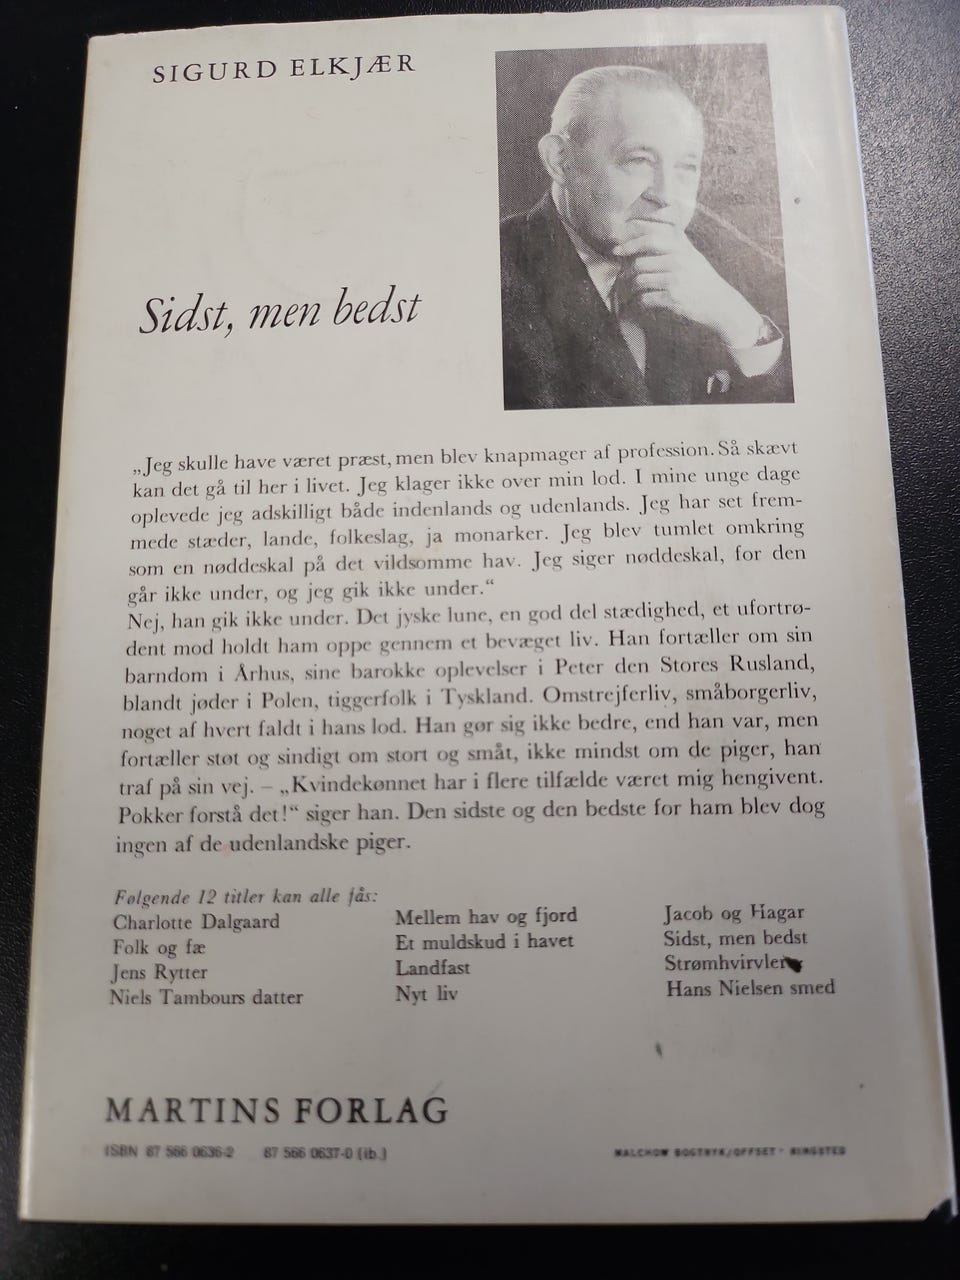 SIGURD ELKJÆR
Sidst, men bedst
„Jeg skulle have været præst, men blev knapmager af profession. Så skævt
kan det gå til her i livet. Jeg klager ikke over min lod. I mine unge dage
oplevede jeg adskilligt både indenlands og udenlands. Jeg har set frem-
mede stæder, lande, folkeslag, ja monarker. Jeg blev tumlet omkring
som en nøddeskal på det vildsomme hav. Jeg siger nøddeskal, for den
går ikke under, og jeg gik ikke under.“
Nej, han gik ikke under. Det jyske lune, en god del stædighed, et ufortrø-
dent mod holdt ham oppe gennem et bevæget liv. Han fortæller om sin
barndom i Århus, sine barokke oplevelser i Peter den Stores Rusland,
blandt jøder i Polen, tiggerfolk i Tyskland. Omstrejferliv, småborgerliv,
noget af hvert faldt i hans lod. Han gør sig ikke bedre, end han var, men
fortæller støt og sindigt om stort og småt, ikke mindst om de piger, han
traf på sin vej. – „Kvindekønnet har i flere tilfælde været mig hengivent.
Pokker forstå det!“ siger han. Den sidste og den bedste for ham blev dog
ingen af de udenlandske piger.
Følgende 12 titler kan alle fås:
Charlotte Dalgaard
Folk og fæ
Jens Rytter
Niels Tambours datter
Mellem hav og fjord
Et muldskud i havet
Landfast
Nyt liv
Jacob og Hagar
Sidst, men bedst
Strømhvirvler
Hans Nielsen smed
MARTINS FORLAG
ISBN 87 566 0636-2 87 566 0637-0 (ib.)
MALCHOW BOGTRYK/OFFSET - RINGSTED